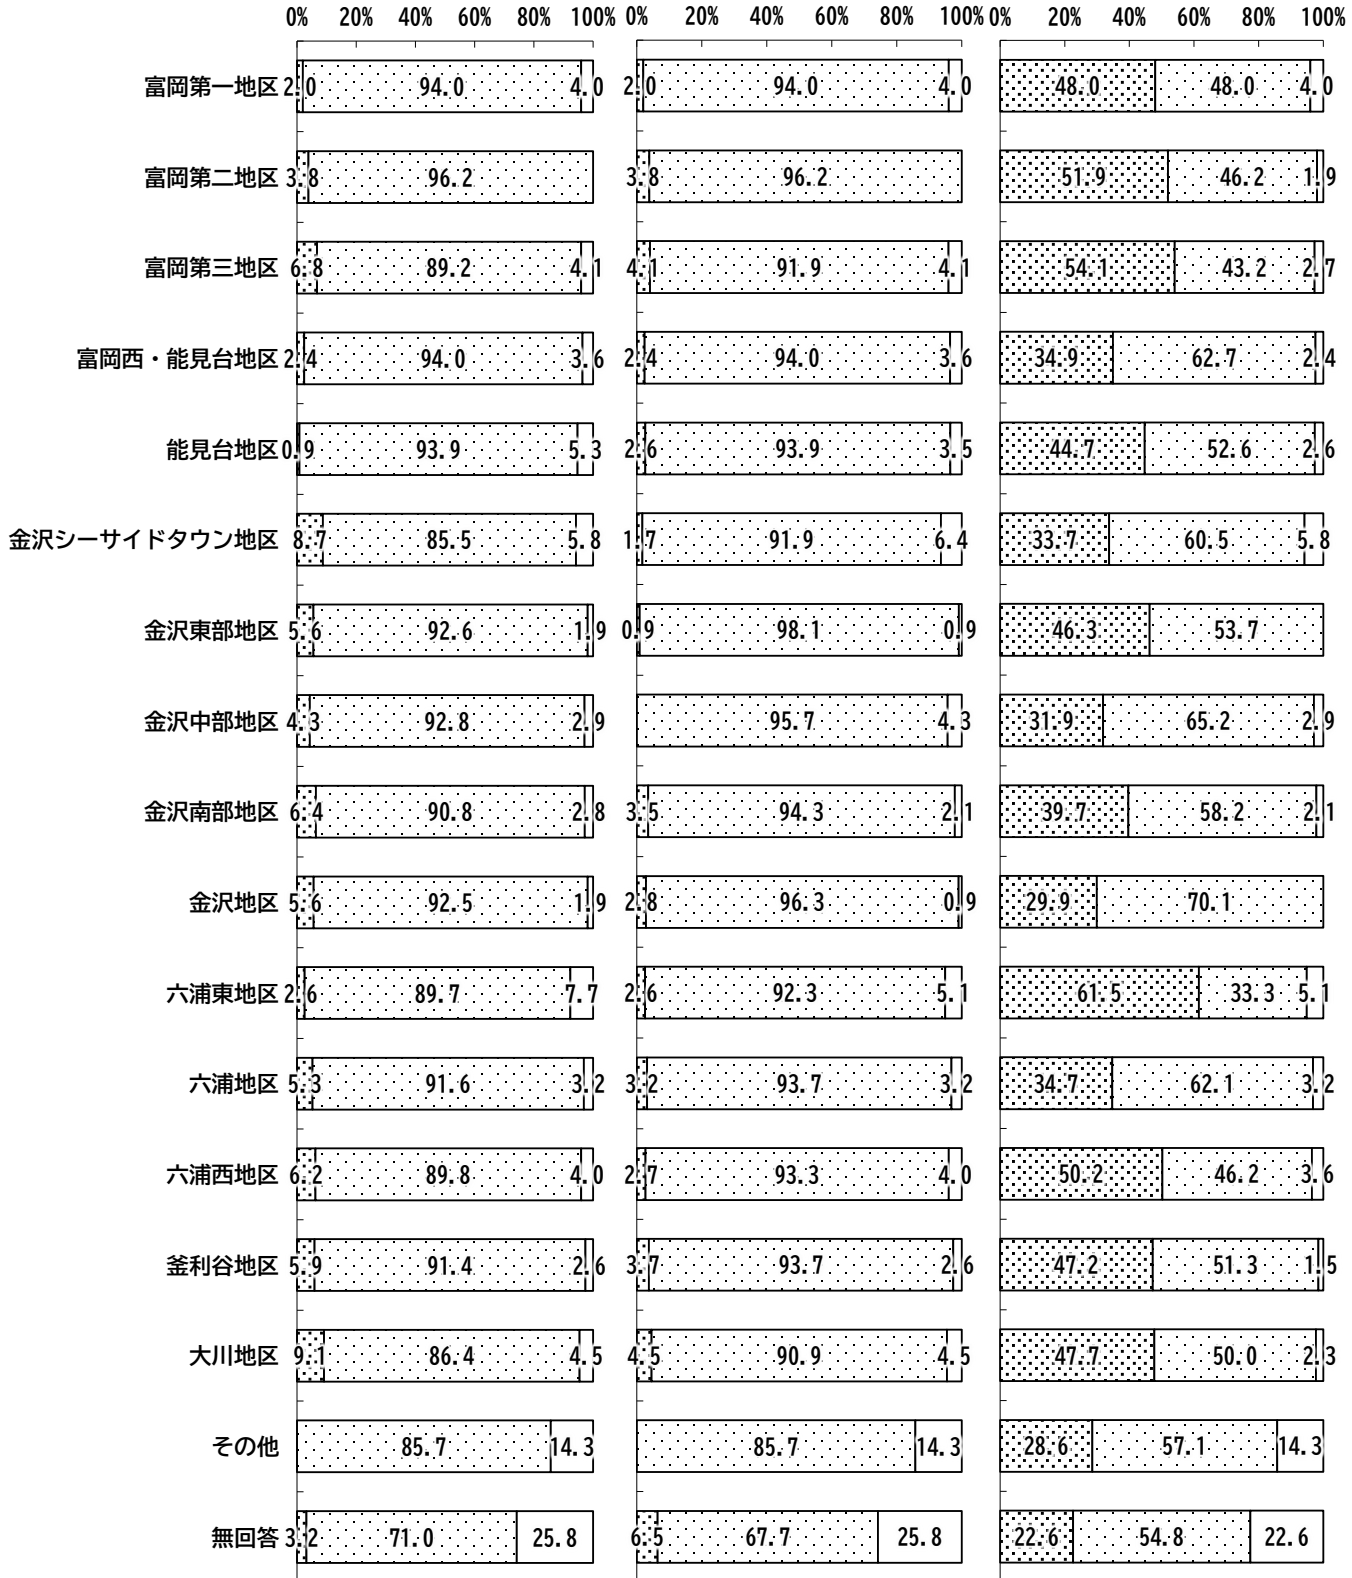 0% 20% 40% 60% 80% 100% 0% 20% 40% 60% 80% 100% 0% 20% 40% 60% 80% 100%
富岡第一地区 2.0 94.0 4.0 2.0 94.0 4.0 48.0 48.0 4.0
富岡第二地区 3.8 96.2 3.8 96.2 51.9 46.2 1.9
富岡第三地区 6.8 89.2 4.1 4.1 91.9 4.1 54.1 43.2 2.7
富岡西・能見台地区 2.4 94.0 3.6 2.4 94.0 3.6 34.9 62.7 2.4
能見台地区 0.9 93.9 5.3 2.6 93.9 3.5 44.7 52.6 2.6
金沢シーサイドタウン地区 8.7 85.5 5.8 1.7 91.9 6.4 33.7 60.5 5.8
金沢東部地区 5.6 92.6 1.9 0.9 98.1 0.9 46.3 53.7
金沢中部地区 4.3 92.8 2.9 95.7 4.3 31.9 65.2 2.9
金沢南部地区 6.4 90.8 2.8 3.5 94.3 2.1 39.7 58.2 2.1
金沢地区 5.6 92.5 1.9 2.8 96.3 0.9 29.9 70.1
六浦東地区 2.6 89.7 7.7 2.6 92.3 5.1 61.5 33.3 5.1
六浦地区 5.3 91.6 3.2 3.2 93.7 3.2 34.7 62.1 3.2
六浦西地区 6.2 89.8 4.0 2.7 93.3 4.0 50.2 46.2 3.6
釜利谷地区 5.9 91.4 2.6 3.7 93.7 2.6 47.2 51.3 1.5
大川地区 9.1 86.4 4.5 4.5 90.9 4.5 47.7 50.0 2.3
その他 85.7 14.3 85.7 14.3 28.6 57.1 14.3
無回答 3.2 71.0 25.8 6.5 67.7 25.8 22.6 54.8 22.6